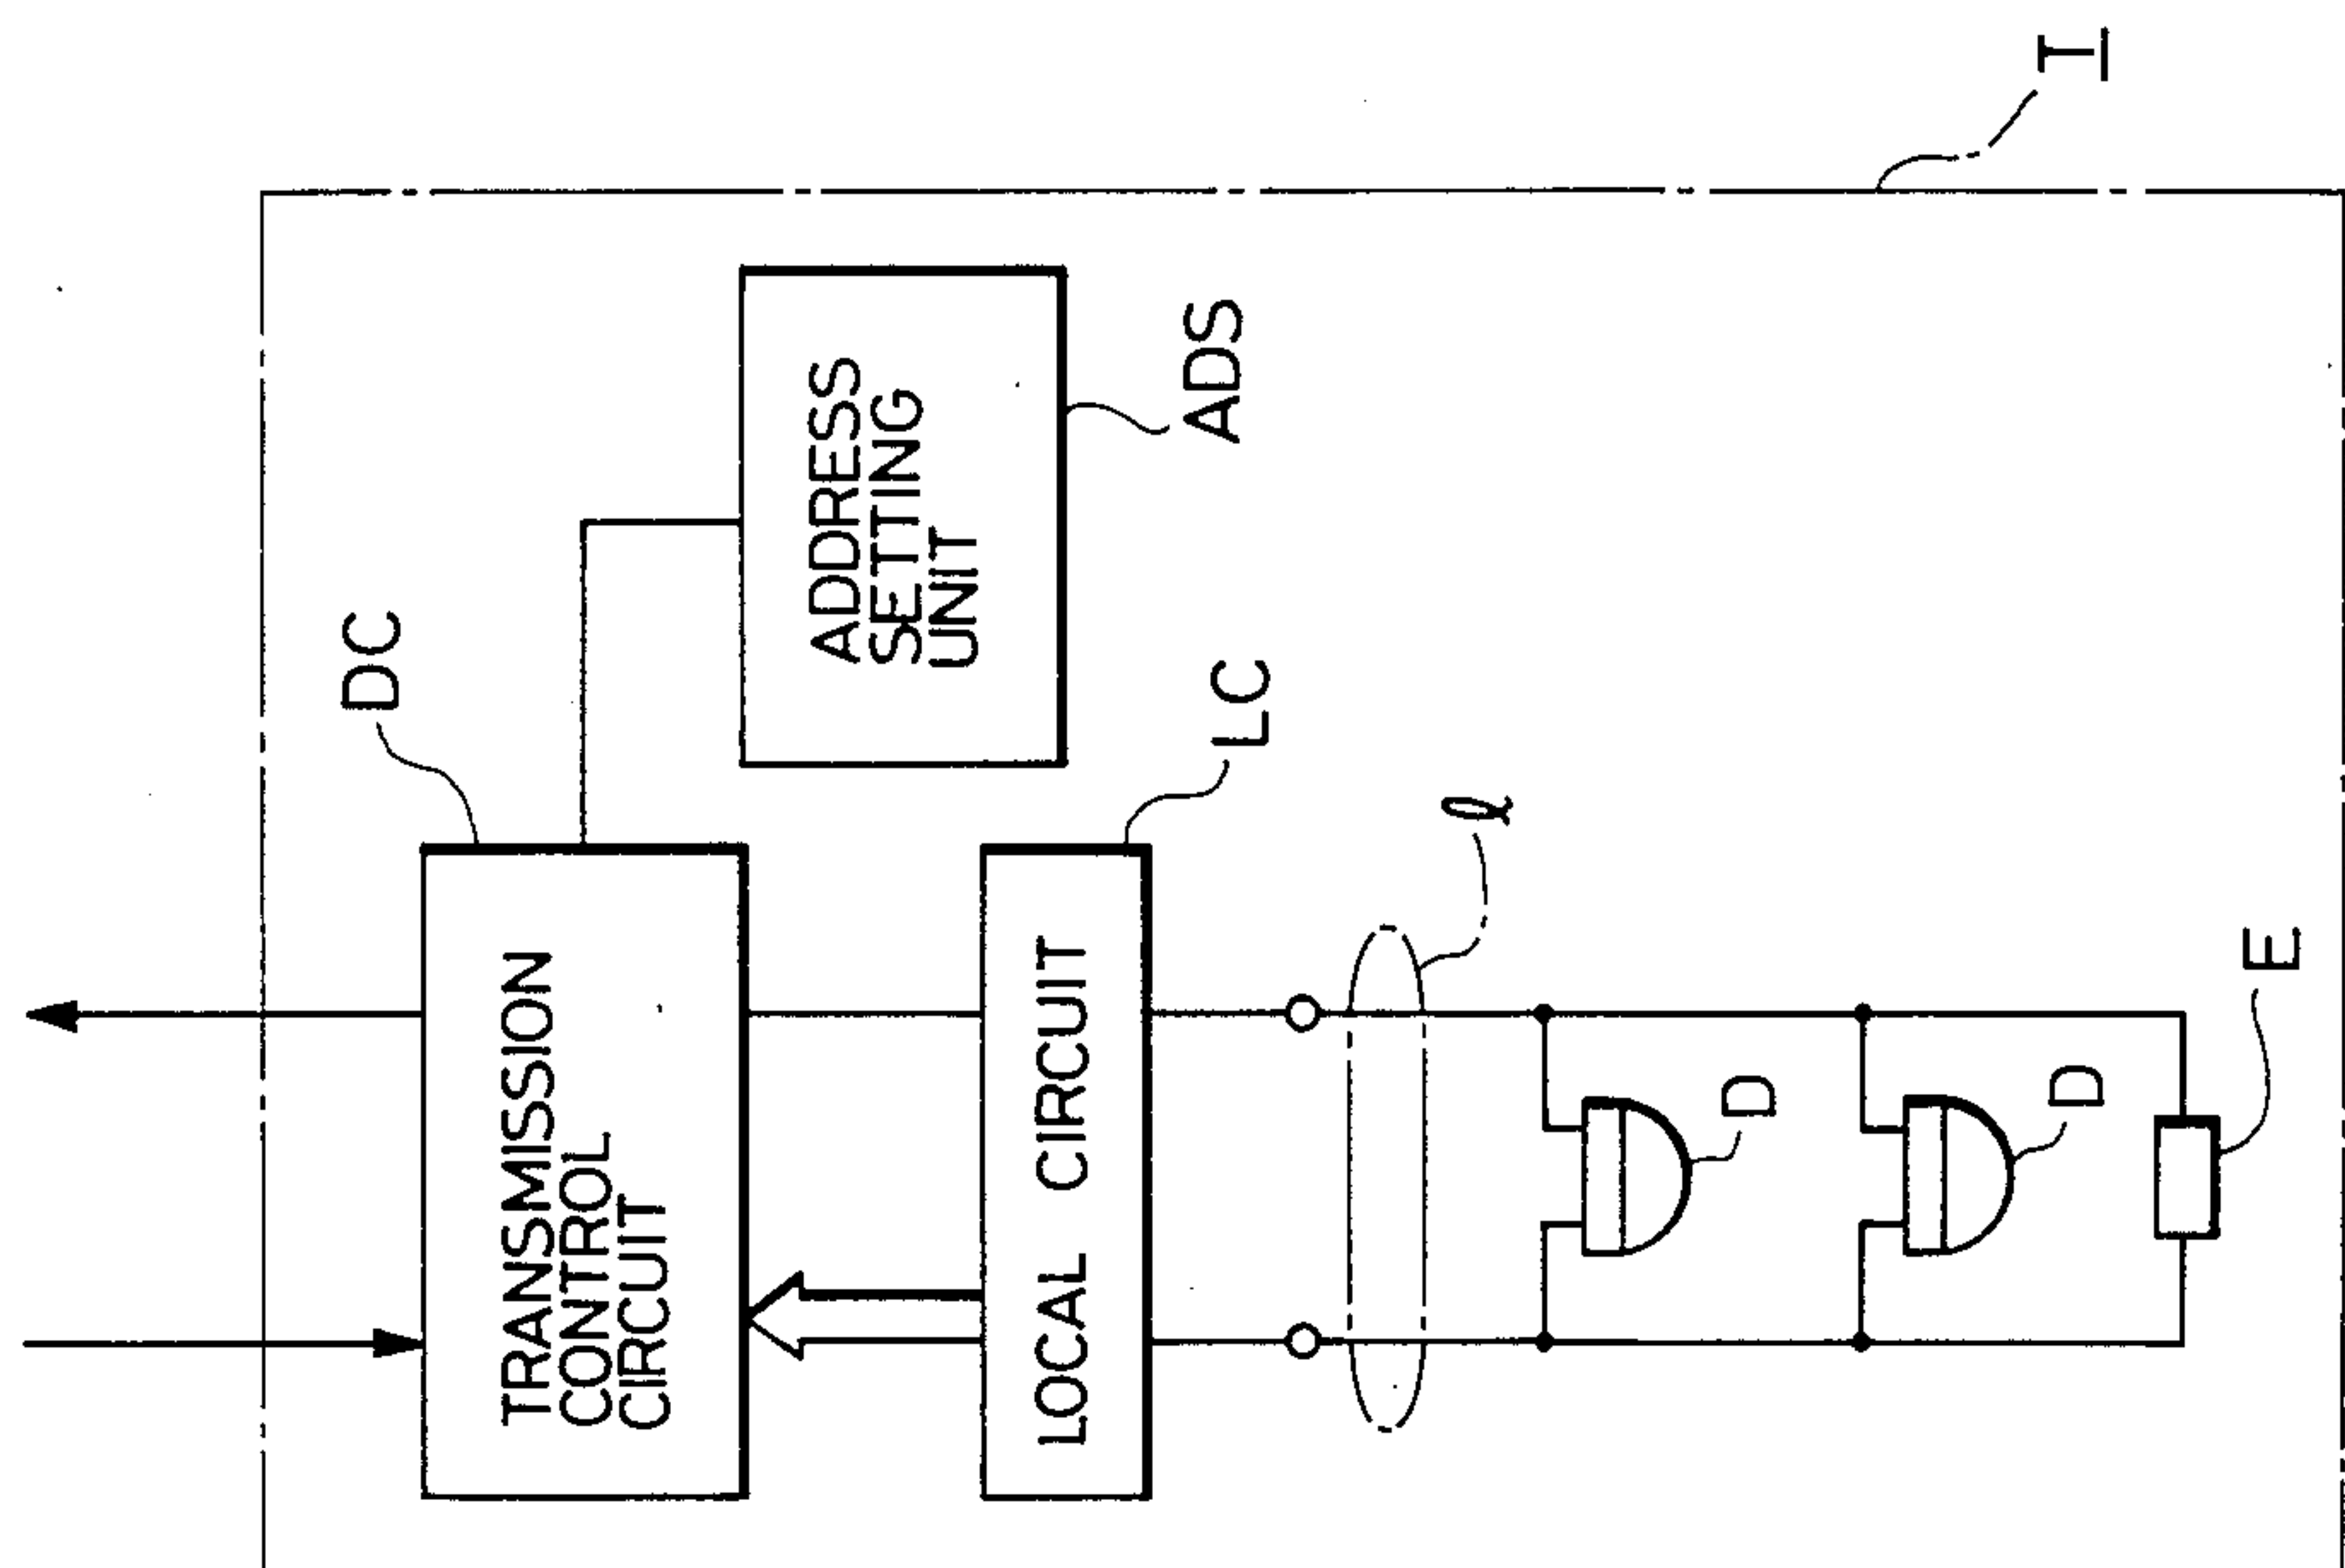 I
DC
ADDRESS
SETTING
UNIT
ADS
TRANSMISSION
CONTROL
CIRCUIT
LC
LOCAL CIRCUIT
ℓ
D
D
E